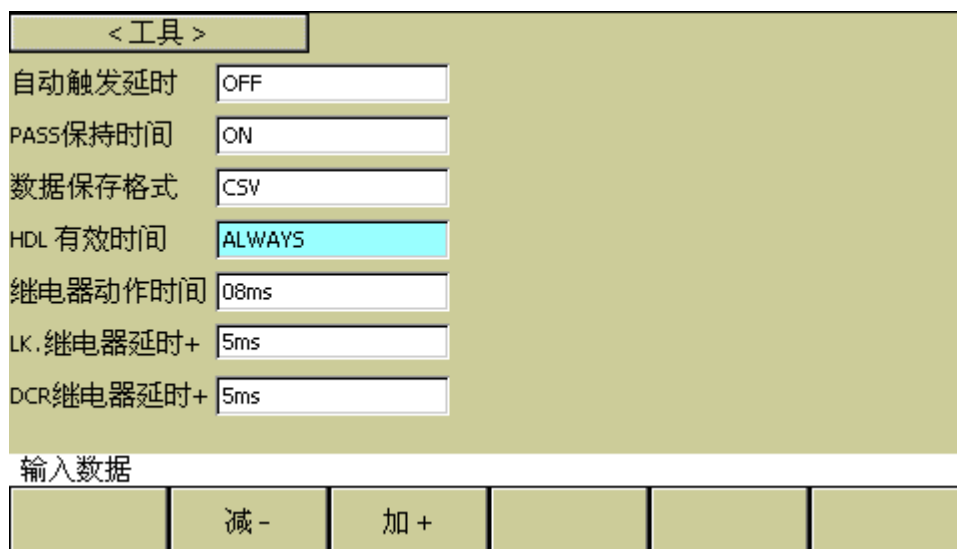 <工具>
自动触发延时 OFF
PASS保持时间 ON
数据保存格式 CSV
HDL 有效时间 ALWAYS
继电器动作时间 08ms
LK.继电器延时+ 5ms
DCR继电器延时+ 5ms
输入数据
减 - 加 +